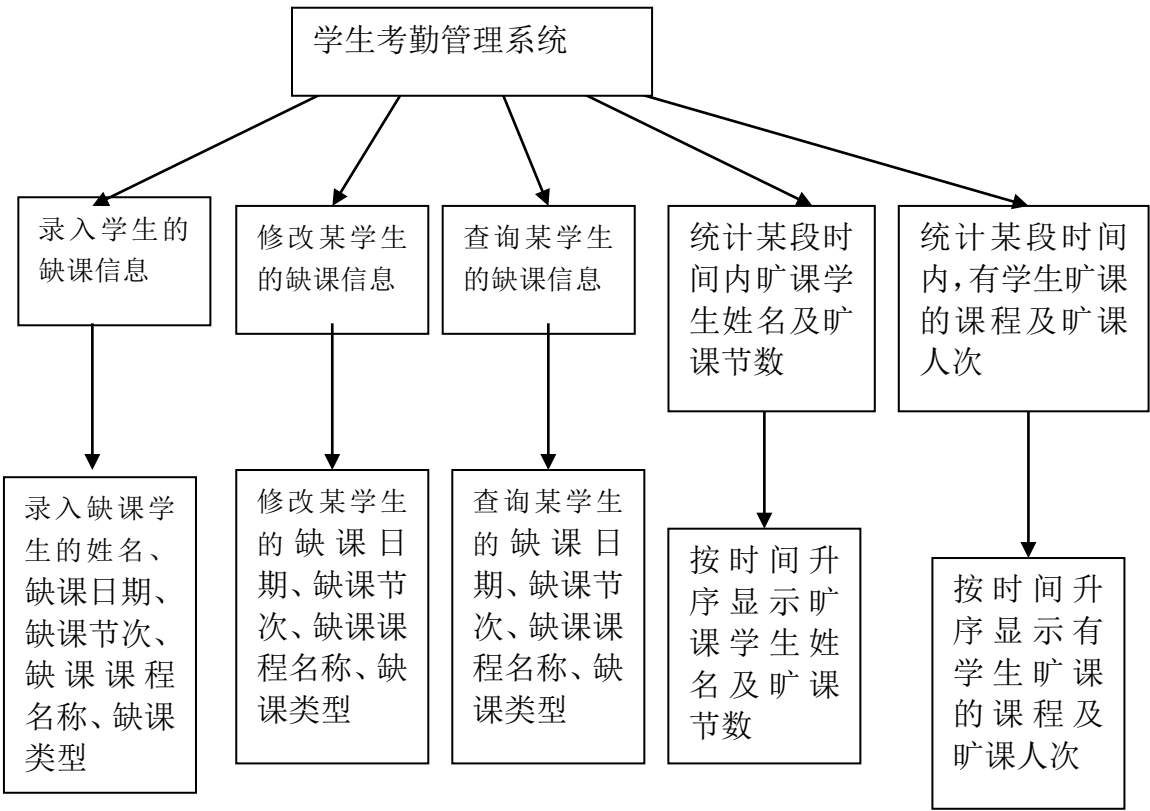 学生考勤管理系统
录入学生的
缺课信息
修改某学生
的缺课信息
查询某学生
的缺课信息
统计某段时
间内旷课学
生姓名及旷
课节数
统计某段时间
内，有学生旷课
的课程及旷课
人次
录入缺课学
生的姓名、
缺课日期、
缺课节次、
缺课课程
名称、缺课
类型
修改某学生
的缺课日
期、缺课节
次、缺课课
程名称、缺
课类型
查询某学生
的缺课日
期、缺课节
次、缺课课
程名称、缺
课类型
按时间升
序显示旷
课学生姓
名及旷课
节数
按时间升
序显示有
学生旷课
的课程及
旷课人次